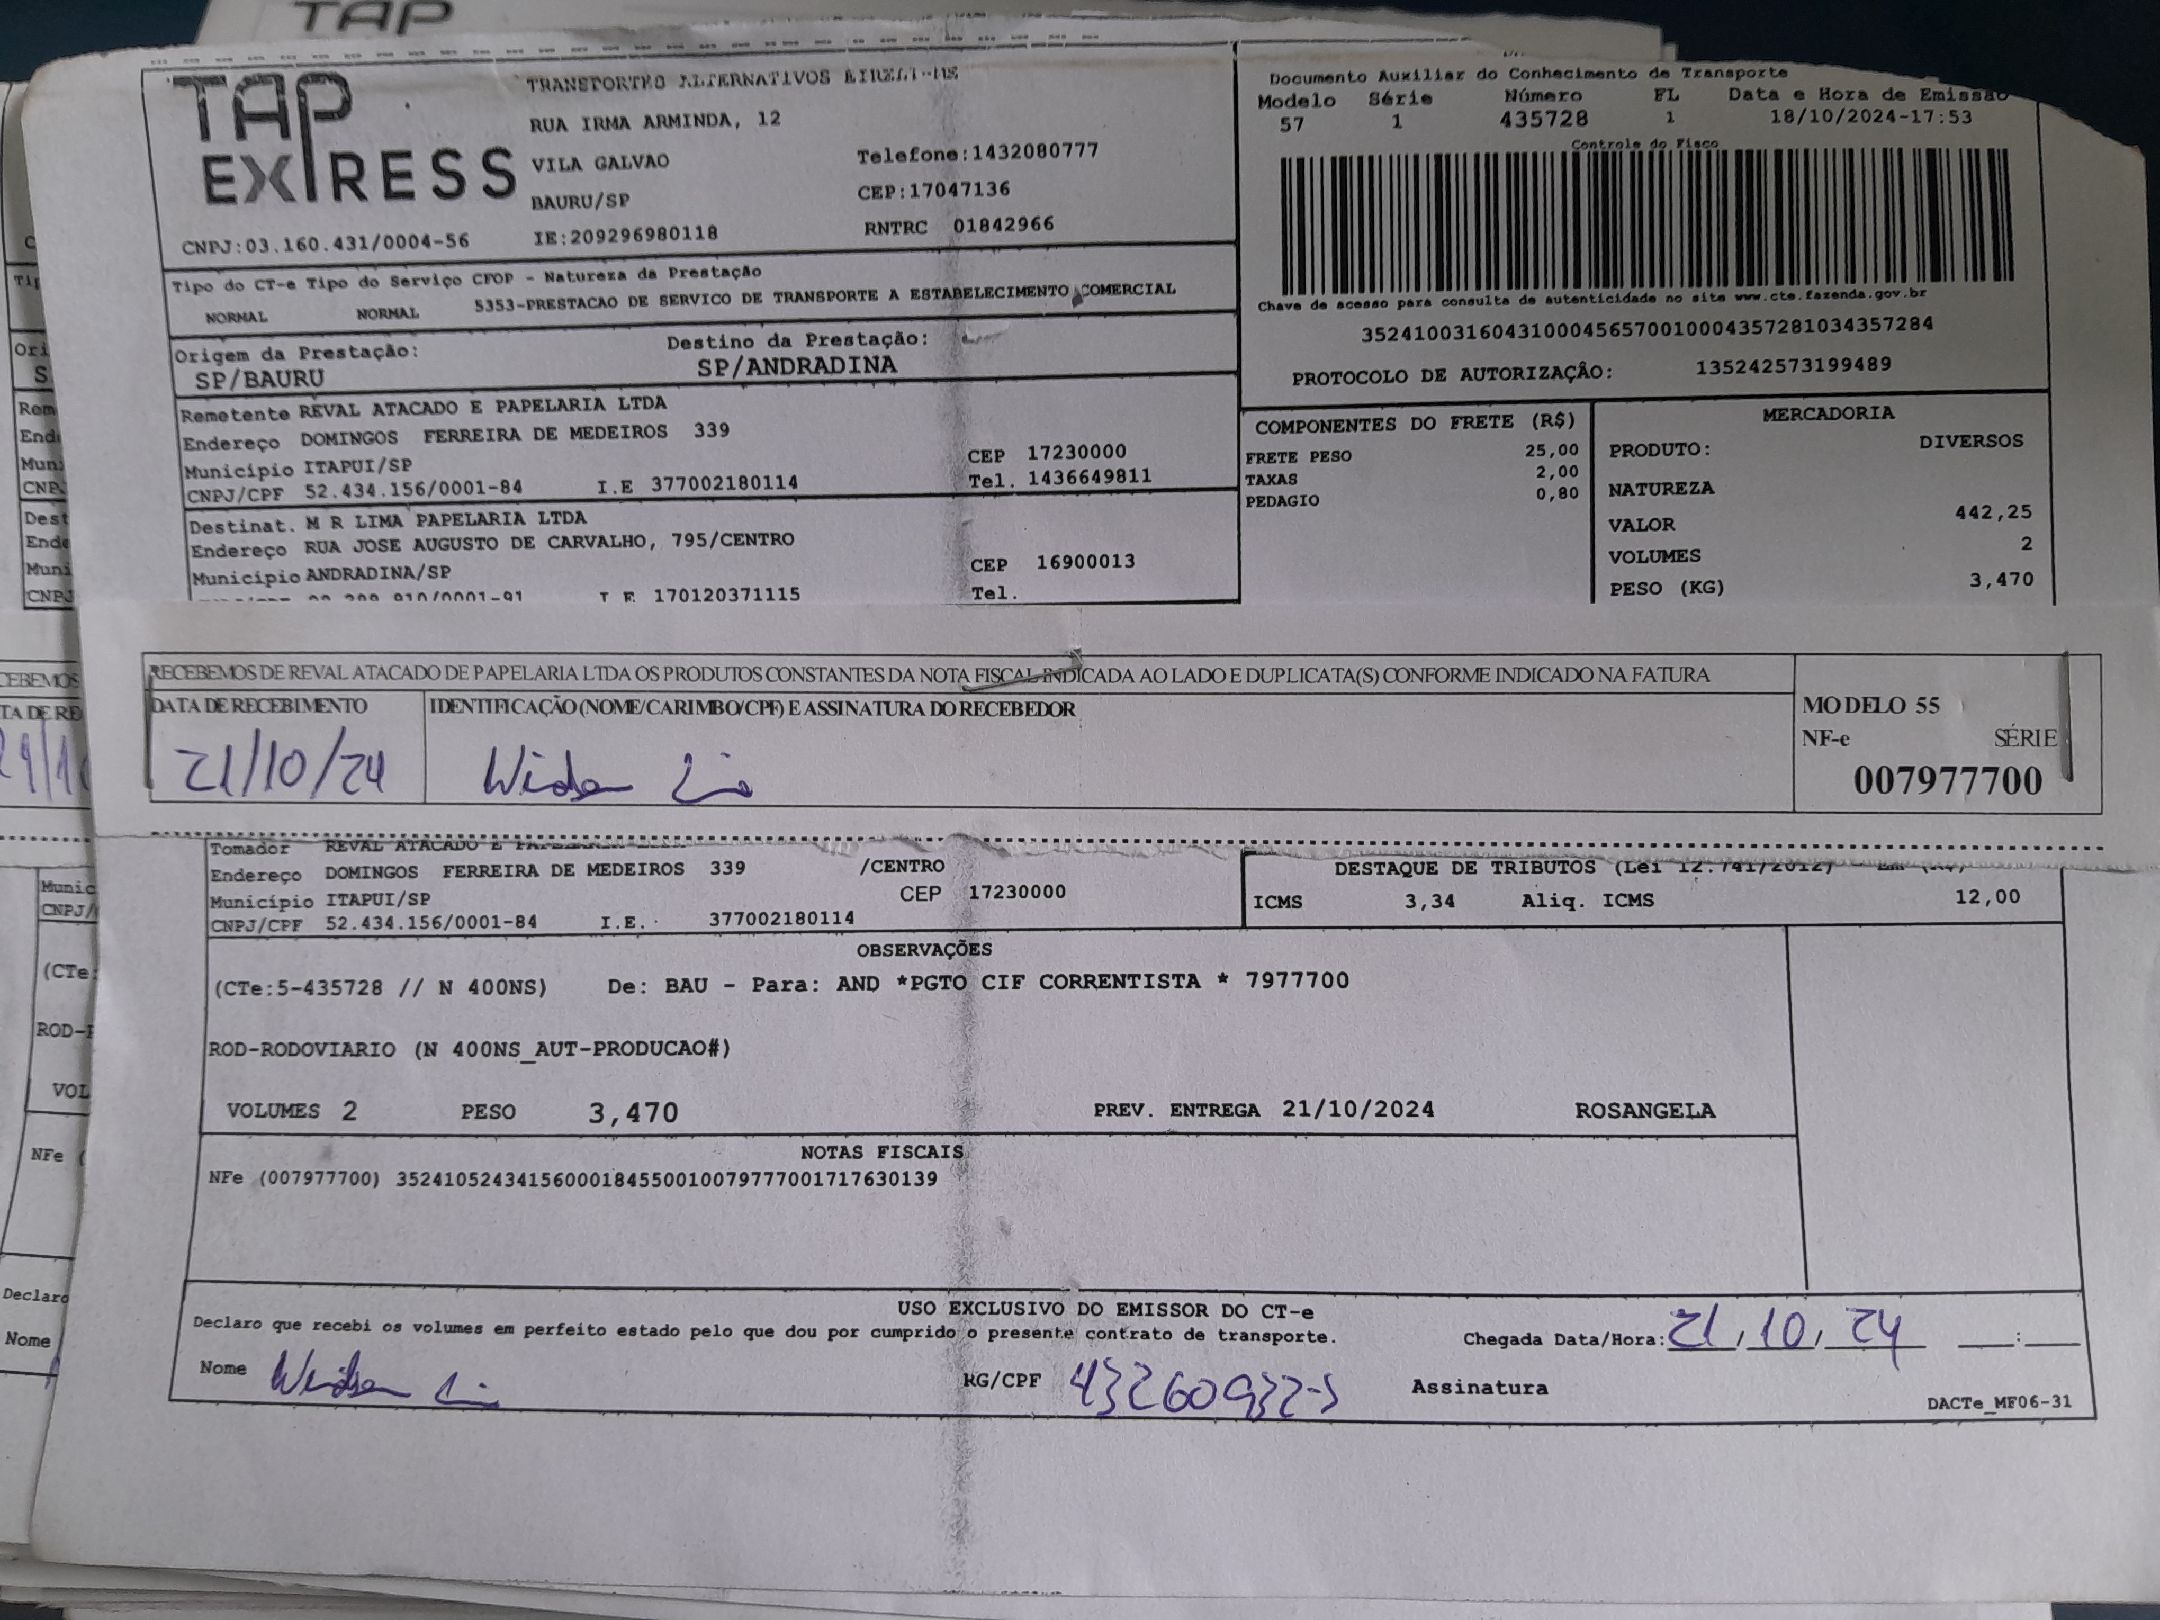 TAP
TAP EXPRESS
TRANSPORTES ALTERNATIVOS EIRELI-ME
RUA IRMA ARMINDA, 12
VILA GALVAO
Telefone:1432080777
BAURU/SP
CEP:17047136
CNPJ:03.160.431/0004-56 IE:209296980118 RNTRC 01842966
Documento Auxiliar do Conhecimento de Transporte
Modelo Série Número FL Data e Hora de Emissão
57 1 435728 1 18/10/2024-17:53
Controle do Fisco
Chave de acesso para consulta de autenticidade no site www.cte.fazenda.gov.br
35241003160431000456570010004357281034357284
PROTOCOLO DE AUTORIZAÇÃO: 135242573199489
Tipo do CT-e Tipo do Serviço CFOP - Natureza da Prestação
NORMAL NORMAL 5353-PRESTACAO DE SERVICO DE TRANSPORTE A ESTABELECIMENTO COMERCIAL
Origem da Prestação: Destino da Prestação:
SP/BAURU SP/ANDRADINA
Remetente REVAL ATACADO E PAPELARIA LTDA
Endereço DOMINGOS FERREIRA DE MEDEIROS 339
Município ITAPUI/SP CEP 17230000
CNPJ/CPF 52.434.156/0001-84 I.E 377002180114 Tel. 1436649811
Destinat. M R LIMA PAPELARIA LTDA
Endereço RUA JOSE AUGUSTO DE CARVALHO, 795/CENTRO
Município ANDRADINA/SP CEP 16900013
I E 170120371115 Tel.
COMPONENTES DO FRETE (R$)
FRETE PESO 25,00
TAXAS 2,00
PEDAGIO 0,80
MERCADORIA
PRODUTO: DIVERSOS
NATUREZA
VALOR 442,25
VOLUMES 2
PESO (KG) 3,470
RECEBEMOS DE REVAL ATACADO DE PAPELARIA LTDA OS PRODUTOS CONSTANTES DA NOTA FISCAL INDICADA AO LADO E DUPLICATA(S) CONFORME INDICADO NA FATURA
DATA DE RECEBIMENTO IDENTIFICAÇÃO (NOME/CARIMBO/CPF) E ASSINATURA DO RECEBEDOR
21/10/24
MODELO 55
NF-e SÉRIE
007977700
Tomador REVAL ATACADO E
Endereço DOMINGOS FERREIRA DE MEDEIROS 339 /CENTRO
Município ITAPUI/SP CEP 17230000
CNPJ/CPF 52.434.156/0001-84 I.E. 377002180114
DESTAQUE DE TRIBUTOS (Lei 12.741/2012)
ICMS 3,34 Aliq. ICMS 12,00
OBSERVAÇÕES
(CTe:5-435728 // N 400NS) De: BAU - Para: AND *PGTO CIF CORRENTISTA * 7977700
ROD-RODOVIARIO (N 400NS_AUT-PRODUCAO#)
VOLUMES 2 PESO 3,470 PREV. ENTREGA 21/10/2024 ROSANGELA
NOTAS FISCAIS
NFe (007977700) 35241052434156000184550010079777001717630139
USO EXCLUSIVO DO EMISSOR DO CT-e
Declaro que recebi os volumes em perfeito estado pelo que dou por cumprido o presente contrato de transporte.
Chegada Data/Hora: 21/10/24 __:__
Nome RG/CPF Assinatura
DACTe_MF06-31